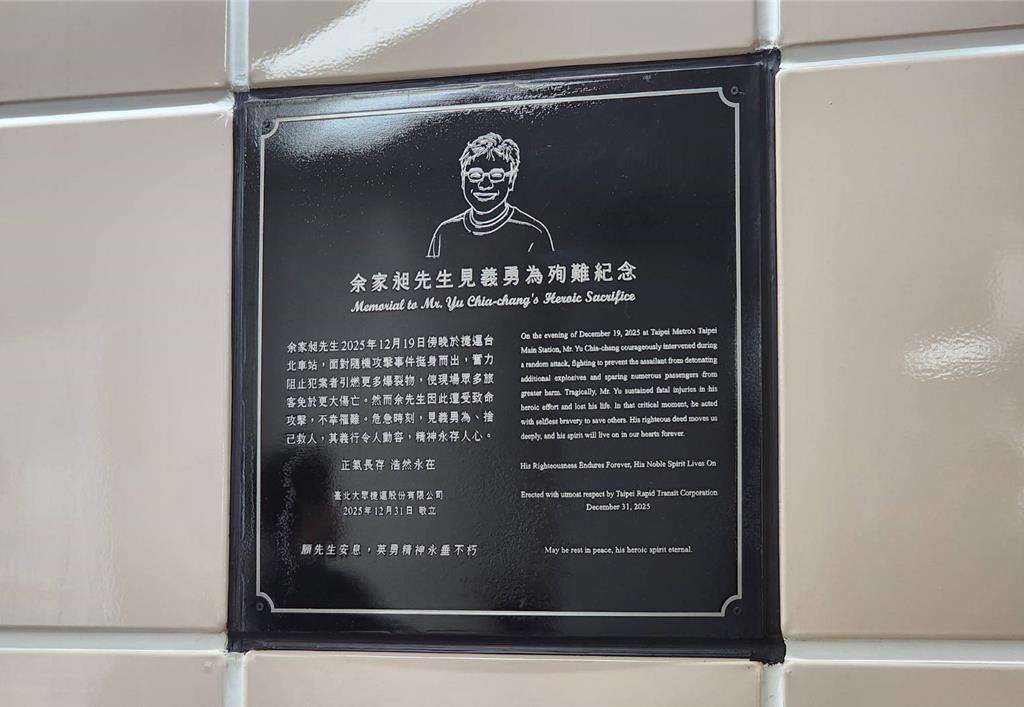 余家昶先生見義勇為殉難紀念
Memorial to Mr. Yu Chia-chang's Heroic Sacrifice
余家昶先生2025年12月19日傍晚於捷運台
北車站，面對隨機攻擊事件挺身而出，奮力
阻止犯案者引燃更多爆裂物，使現場眾多旅
客免於更大傷亡。然而余先生因此遭受致命
攻擊，不幸罹難。危急時刻，見義勇為、捨
己救人，其義行令人動容，精神永存人心。
正氣長存 浩然永在
臺北大眾捷運股份有限公司
2025年12月31日 敬立
願先生安息，英勇精神永垂不朽
On the evening of December 19, 2025 at Taipei Metro's Taipei
Main Station, Mr. Yu Chia-chang courageously intervened during
a random attack, fighting to prevent the assailant from detonating
additional explosives and sparing numerous passengers from
greater harm. Tragically, Mr. Yu sustained fatal injuries in his
heroic effort and lost his life. In that critical moment, he acted
with selfless bravery to save others. His righteous deed moves us
deeply, and his spirit will live on in our hearts forever.
His Righteousness Endures Forever, His Noble Spirit Lives On
Erected with utmost respect by Taipei Rapid Transit Corporation
December 31, 2025
May he rest in peace, his heroic spirit eternal.